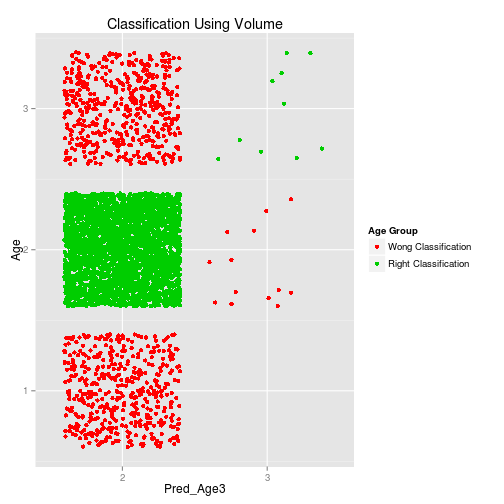 Classification Using Volume
3
2
1
Age
2 3
Pred_Age3
Age Group
Wong Classification
Right Classification